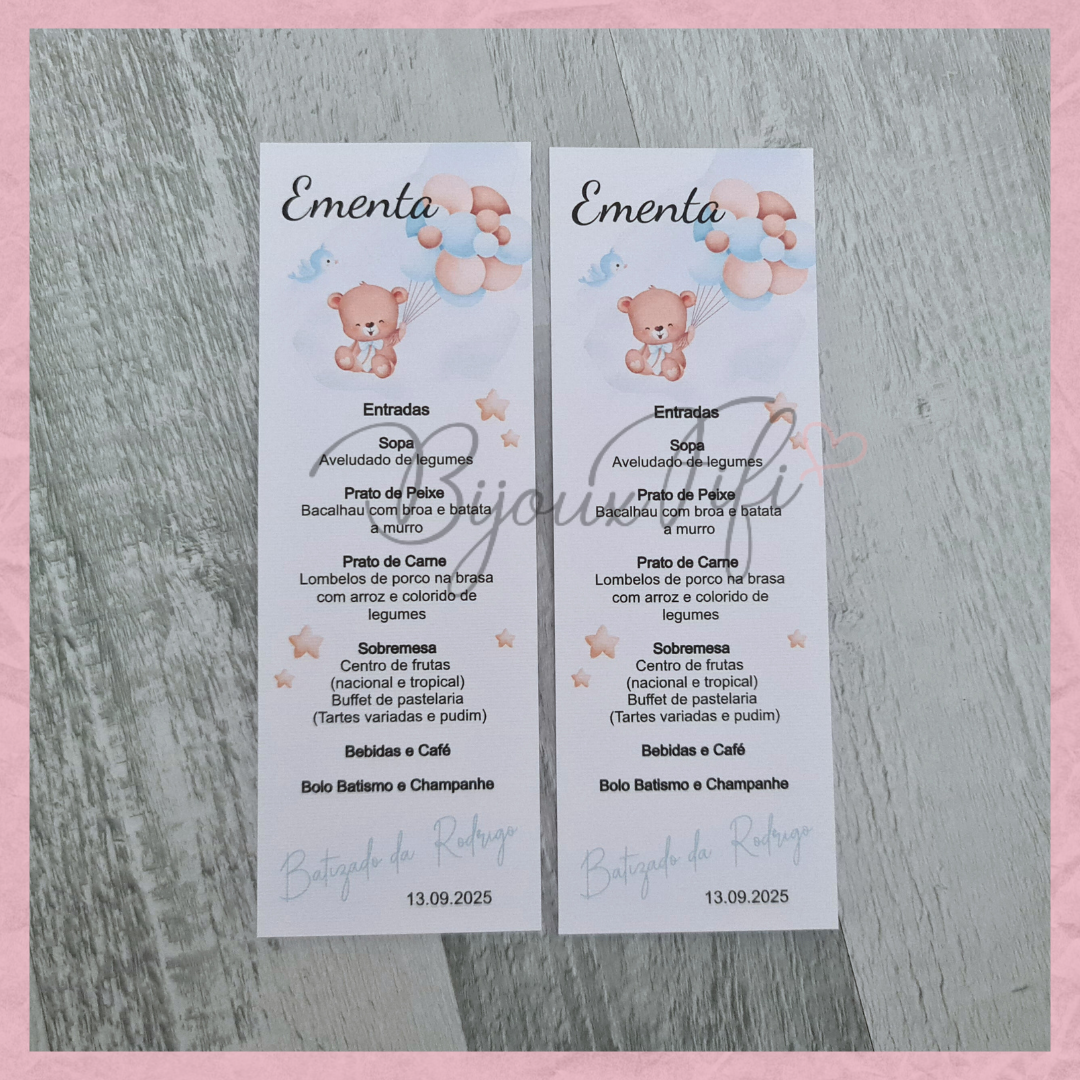 Ementa
Entradas
Sopa
Aveludado de legumes
Prato de Peixe
Bacalhau com broa e batata
a murro
Prato de Carne
Lombelos de porco na brasa
com arroz e colorido de
legumes
Sobremesa
Centro de frutas
(nacional e tropical)
Buffet de pastelaria
(Tartes variadas e pudim)
Bebidas e Café
Bolo Batismo e Champanhe
Batizado da Rodrigo
13.09.2025
Ementa
Entradas
Sopa
Aveludado de legumes
Prato de Peixe
Bacalhau com broa e batata
a murro
Prato de Carne
Lombelos de porco na brasa
com arroz e colorido de
legumes
Sobremesa
Centro de frutas
(nacional e tropical)
Buffet de pastelaria
(Tartes variadas e pudim)
Bebidas e Café
Bolo Batismo e Champanhe
Batizado da Rodrigo
13.09.2025
BijouxVifi